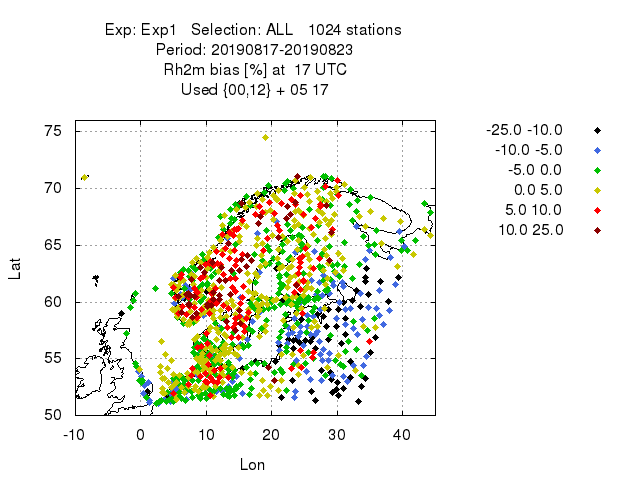 Exp: Exp1   Selection: ALL   1024 stations
Period: 20190817-20190823
Rh2m bias [%] at  17 UTC
Used {00,12} + 05 17
-25.0 -10.0
-10.0 -5.0
-5.0 0.0
0.0 5.0
5.0 10.0
10.0 25.0
75
70
65
60
55
50
Lat
-10 0 10 20 30 40
Lon